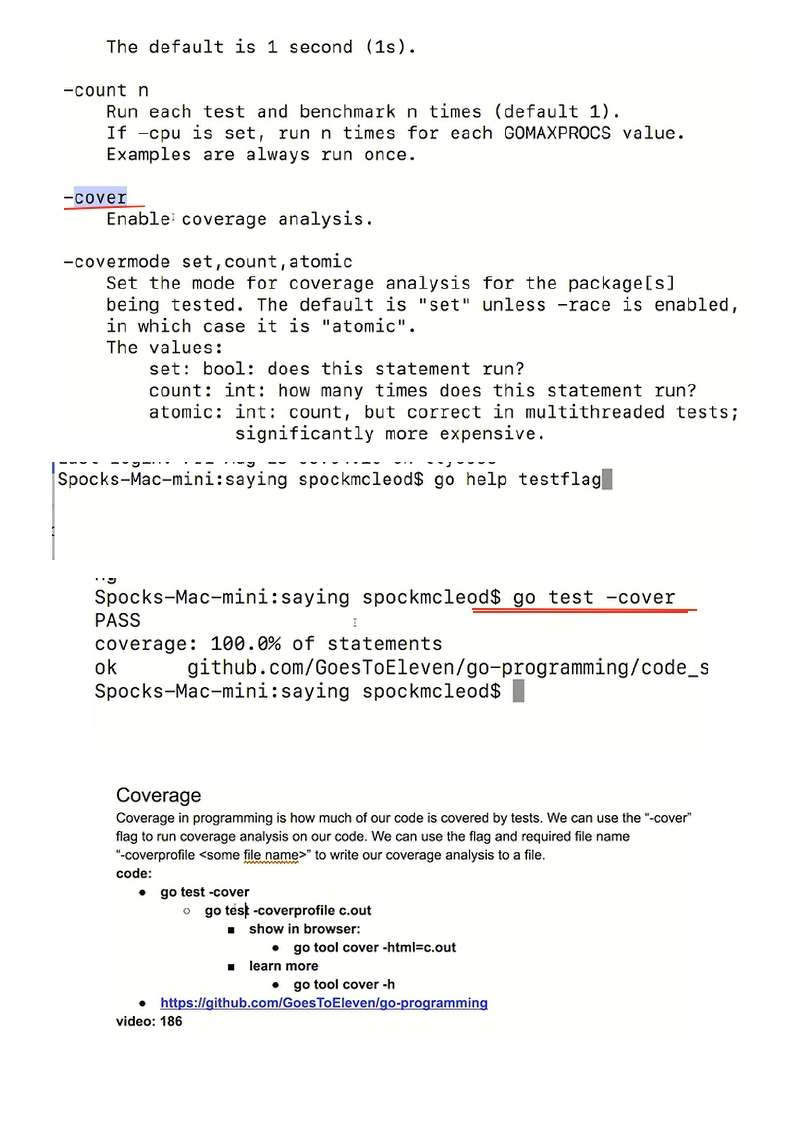 The default is 1 second (1s).
-count n
Run each test and benchmark n times (default 1).
If -cpu is set, run n times for each GOMAXPROCS value.
Examples are always run once.
-cover
Enable coverage analysis.
-covermode set,count,atomic
Set the mode for coverage analysis for the package[s]
being tested. The default is "set" unless -race is enabled,
in which case it is "atomic".
The values:
set: bool: does this statement run?
count: int: how many times does this statement run?
atomic: int: count, but correct in multithreaded tests;
significantly more expensive.
Spocks-Mac-mini:saying spockmcleod$ go help testflag
Spocks-Mac-mini:saying spockmcleod$ go test -cover
PASS
coverage: 100.0% of statements
ok github.com/GoesToEleven/go-programming/code_s
Spocks-Mac-mini:saying spockmcleod$
Coverage
Coverage in programming is how much of our code is covered by tests. We can use the “-cover”
flag to run coverage analysis on our code. We can use the flag and required file name
“-coverprofile <some file name>” to write our coverage analysis to a file.
code:
● go test -cover
○ go test -coverprofile c.out
■ show in browser:
● go tool cover -html=c.out
■ learn more
● go tool cover -h
● https://github.com/GoesToEleven/go-programming
video: 186